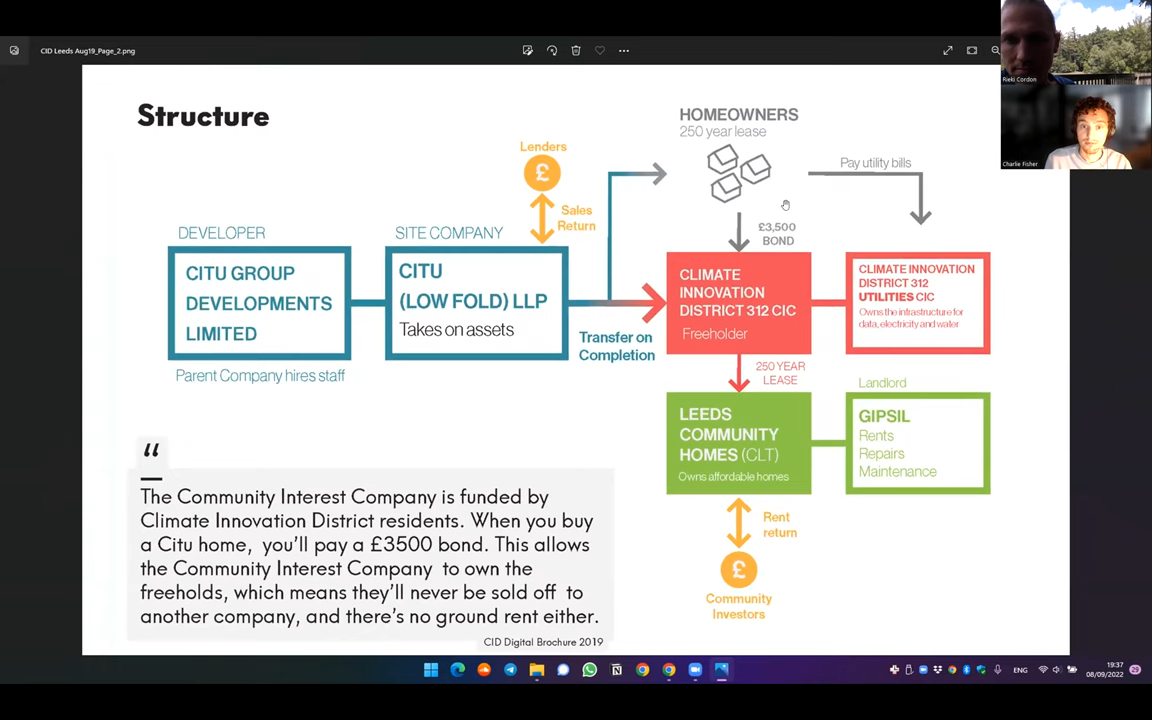 CID Leeds Aug19_Page_2.png
Rieki Cordon
Charlie Fisher
Structure
Lenders
£
Sales
Return
HOMEOWNERS
250 year lease
Pay utility bills
£3,500
BOND
DEVELOPER
CITU GROUP
DEVELOPMENTS
LIMITED
Parent Company hires staff
SITE COMPANY
CITU
(LOW FOLD) LLP
Takes on assets
Transfer on
Completion
CLIMATE
INNOVATION
DISTRICT 312 CIC
Freeholder
CLIMATE INNOVATION
DISTRICT 312
UTILITIES CIC
Owns the infrastructure for
data, electricity and water
250 YEAR
LEASE
LEEDS
COMMUNITY
HOMES (CLT)
Owns affordable homes
Landlord
GIPSIL
Rents
Repairs
Maintenance
Rent
return
£
Community
Investors
“
The Community Interest Company is funded by
Climate Innovation District residents. When you buy
a Citu home, you'll pay a £3500 bond. This allows
the Community Interest Company to own the
freeholds, which means they'll never be sold off to
another company, and there's no ground rent either.
CID Digital Brochure 2019
ENG
19:37
08/09/2022
29